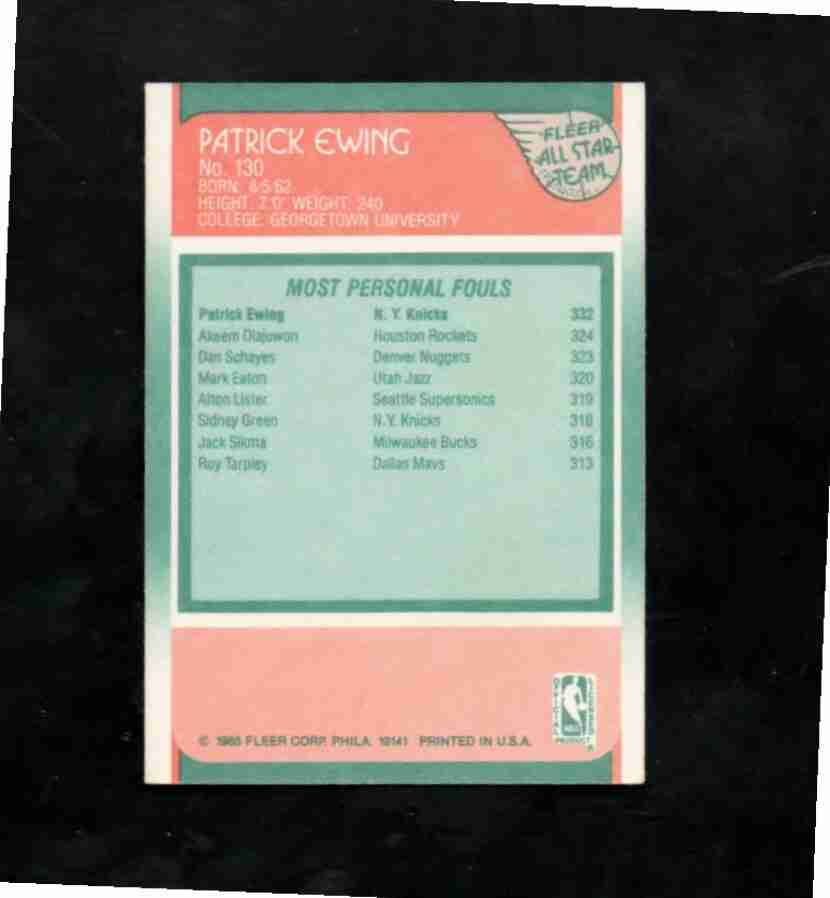 PATRICK EWING
No. 130
BORN: 8-5-62
HEIGHT: 7'0" WEIGHT: 240
COLLEGE: GEORGETOWN UNIVERSITY
FLEER
ALL STAR
TEAM
MOST PERSONAL FOULS
Patrick Ewing N. Y. Knicks 332
Akeem Olajuwon Houston Rockets 324
Dan Schayes Denver Nuggets 323
Mark Eaton Utah Jazz 320
Alton Lister Seattle Supersonics 319
Sidney Green N.Y. Knicks 318
Jack Sikma Milwaukee Bucks 316
Roy Tarpley Dallas Mavs 313
OFFICIAL
PRODUCT
© 1988 FLEER CORP. PHILA. 19141 PRINTED IN U.S.A.